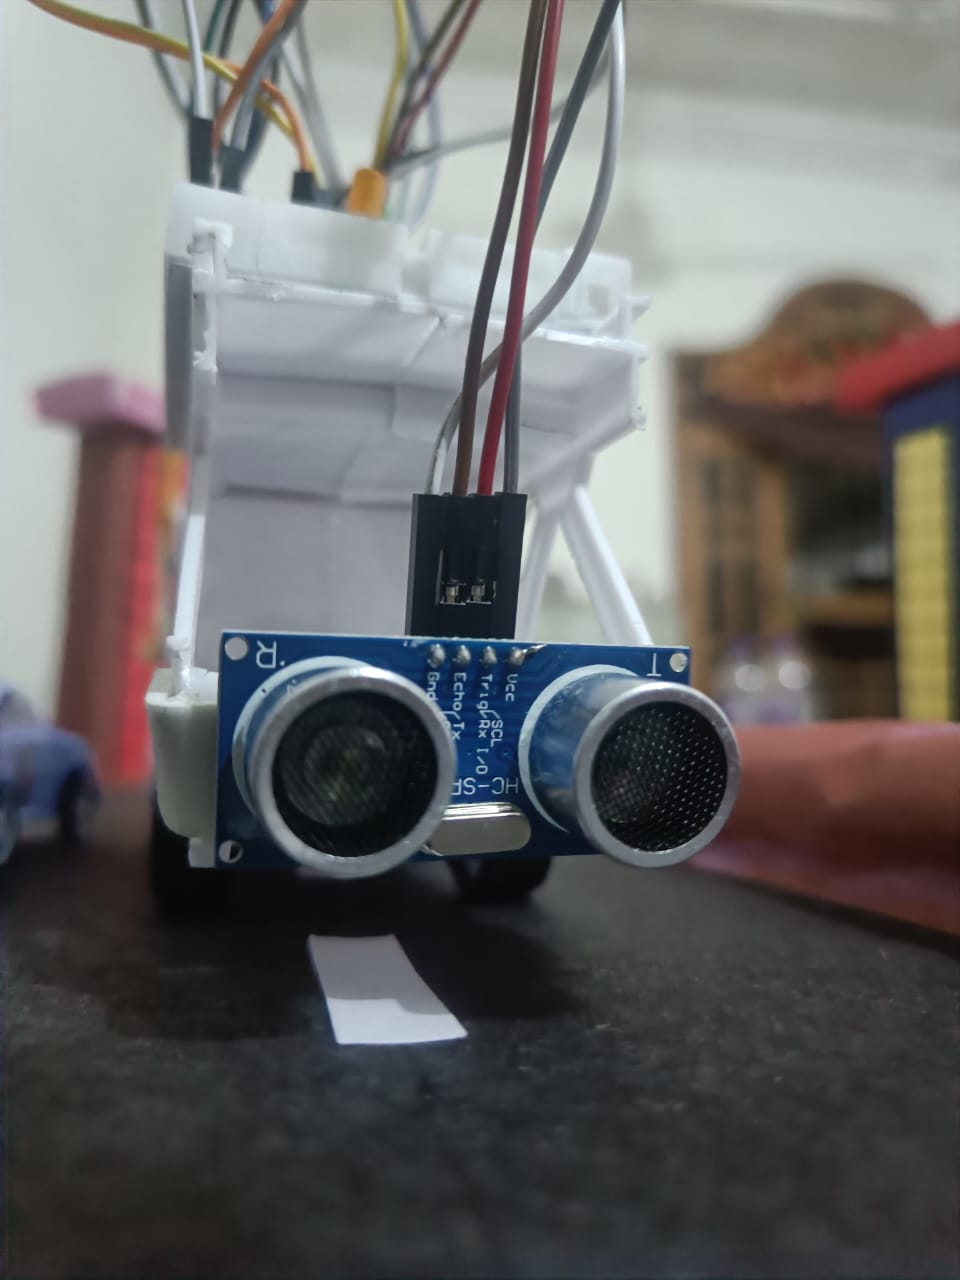 R
T
Vcc
Trig/Rx
Echo/Tx
Gnd
SCL
I/O
HC-SR